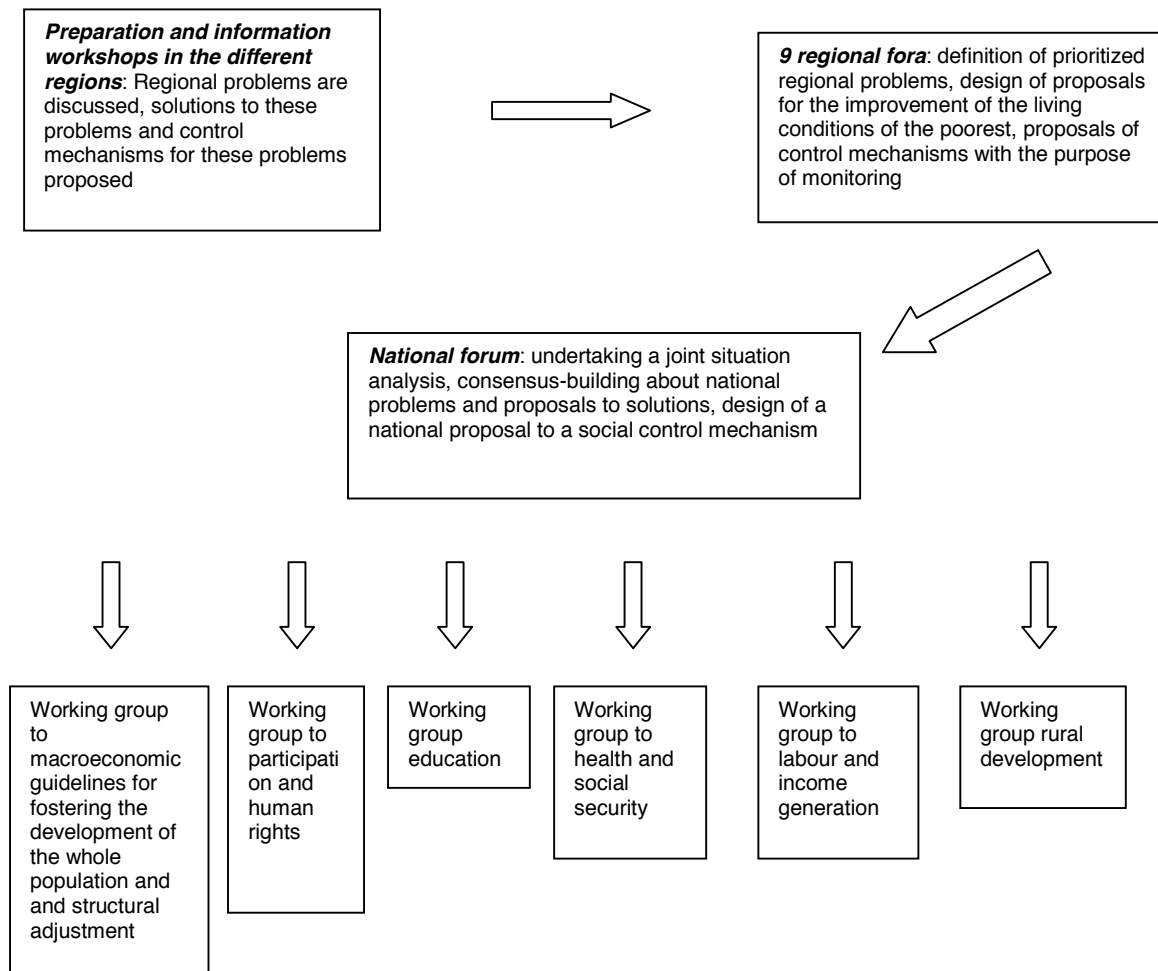 Preparation and information
workshops in the different
regions: Regional problems are
discussed, solutions to these
problems and control
mechanisms for these problems
proposed
9 regional fora: definition of prioritized
regional problems, design of proposals
for the improvement of the living
conditions of the poorest, proposals of
control mechanisms with the purpose
of monitoring
National forum: undertaking a joint situation
analysis, consensus-building about national
problems and proposals to solutions, design of a
national proposal to a social control mechanism
Working group
to
macroeconomic
guidelines for
fostering the
development of
the whole
population and
and structural
adjustment
Working
group to
participati
on and
human
rights
Working
group
education
Working
group to
health and
social
security
Working
group to
labour and
income
generation
Working
group rural
development